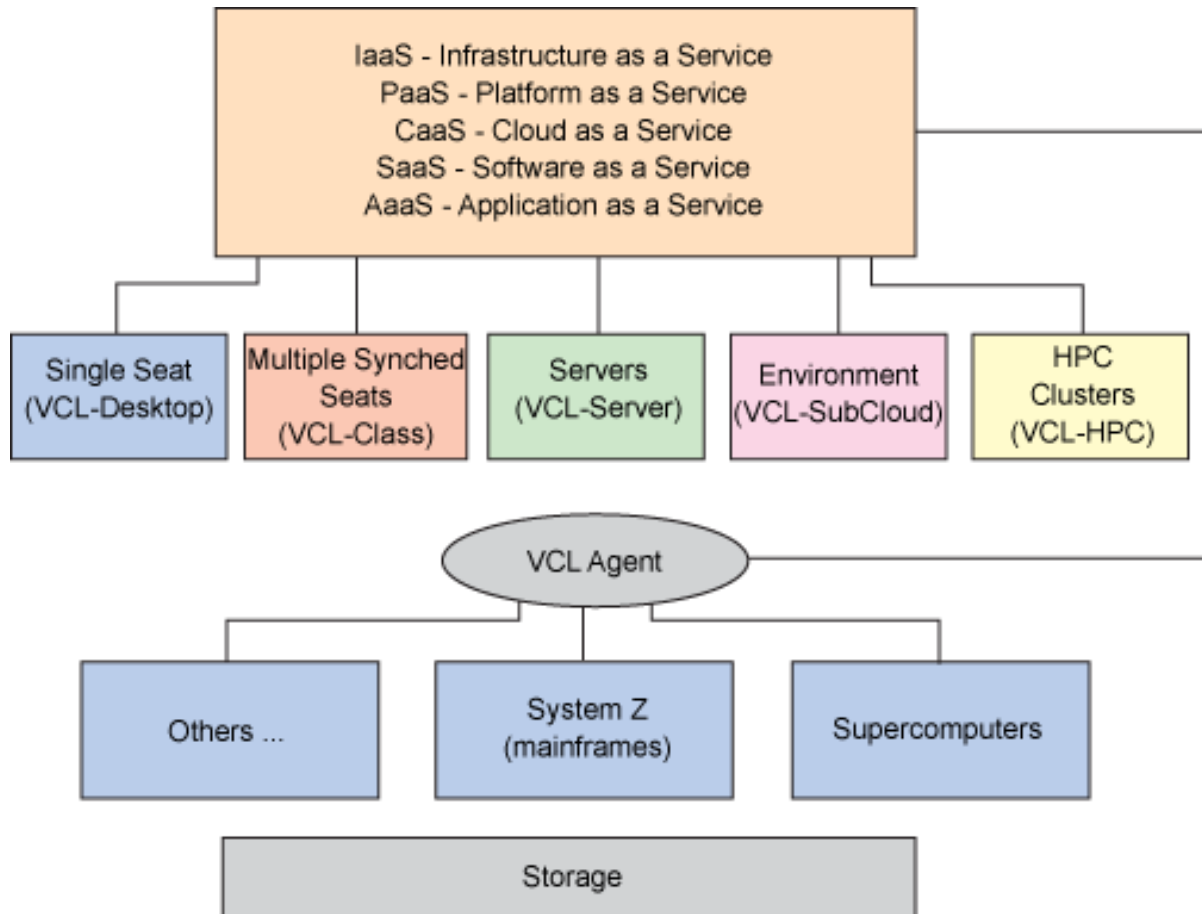 IaaS - Infrastructure as a Service
PaaS - Platform as a Service
CaaS - Cloud as a Service
SaaS - Software as a Service
AaaS - Application as a Service
Single Seat
(VCL-Desktop)
Multiple Synched
Seats
(VCL-Class)
Servers
(VCL-Server)
Environment
(VCL-SubCloud)
HPC
Clusters
(VCL-HPC)
VCL Agent
Others ...
System Z
(mainframes)
Supercomputers
Storage